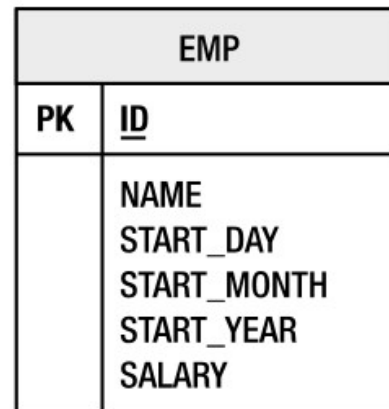 EMP
PK ID
NAME
START_DAY
START_MONTH
START_YEAR
SALARY